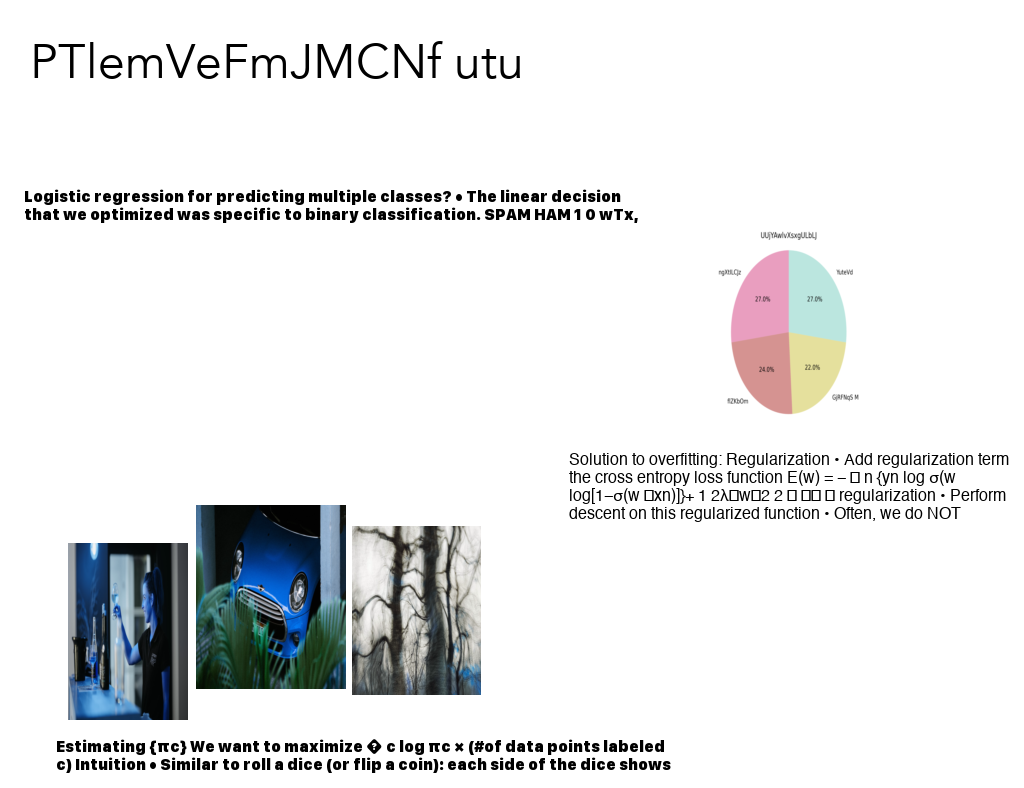 PTlemVeFmJMCNf utu
Logistic regression for predicting multiple classes? • The linear decision
that we optimized was specific to binary classification. SPAM HAM 1 0 wTx,
UUjYAwlvXsxgULbLJ
ngXtILCJz
YuteVd
27.0%
27.0%
24.0%
22.0%
flZKbOm
GjRFNqS M
Solution to overfitting: Regularization • Add regularization term
the cross entropy loss function E(w) = – □ n {yn log σ(w
log[1–σ(w □xn)]}+ 1 2λ□w□2 2 □ □□ □ regularization • Perform
descent on this regularized function • Often, we do NOT
Estimating {πc} We want to maximize � c log πc × (#of data points labeled
c) Intuition • Similar to roll a dice (or flip a coin): each side of the dice shows